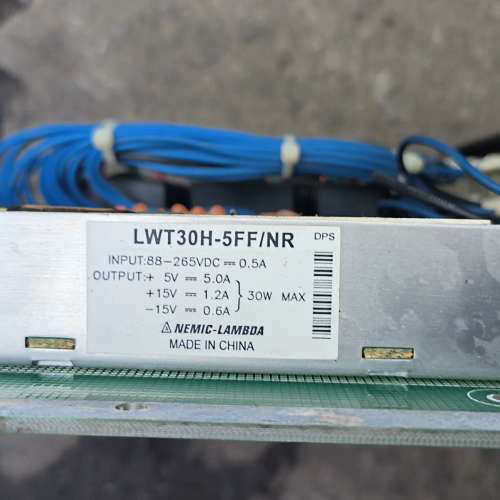 LWT30H-5FF/NR DPS
INPUT:88-265VDC ⎓ 0.5A
OUTPUT:+ 5V ⎓ 5.0A
+15V ⎓ 1.2A } 30W MAX
-15V ⎓ 0.6A
NEMIC-LAMBDA
MADE IN CHINA